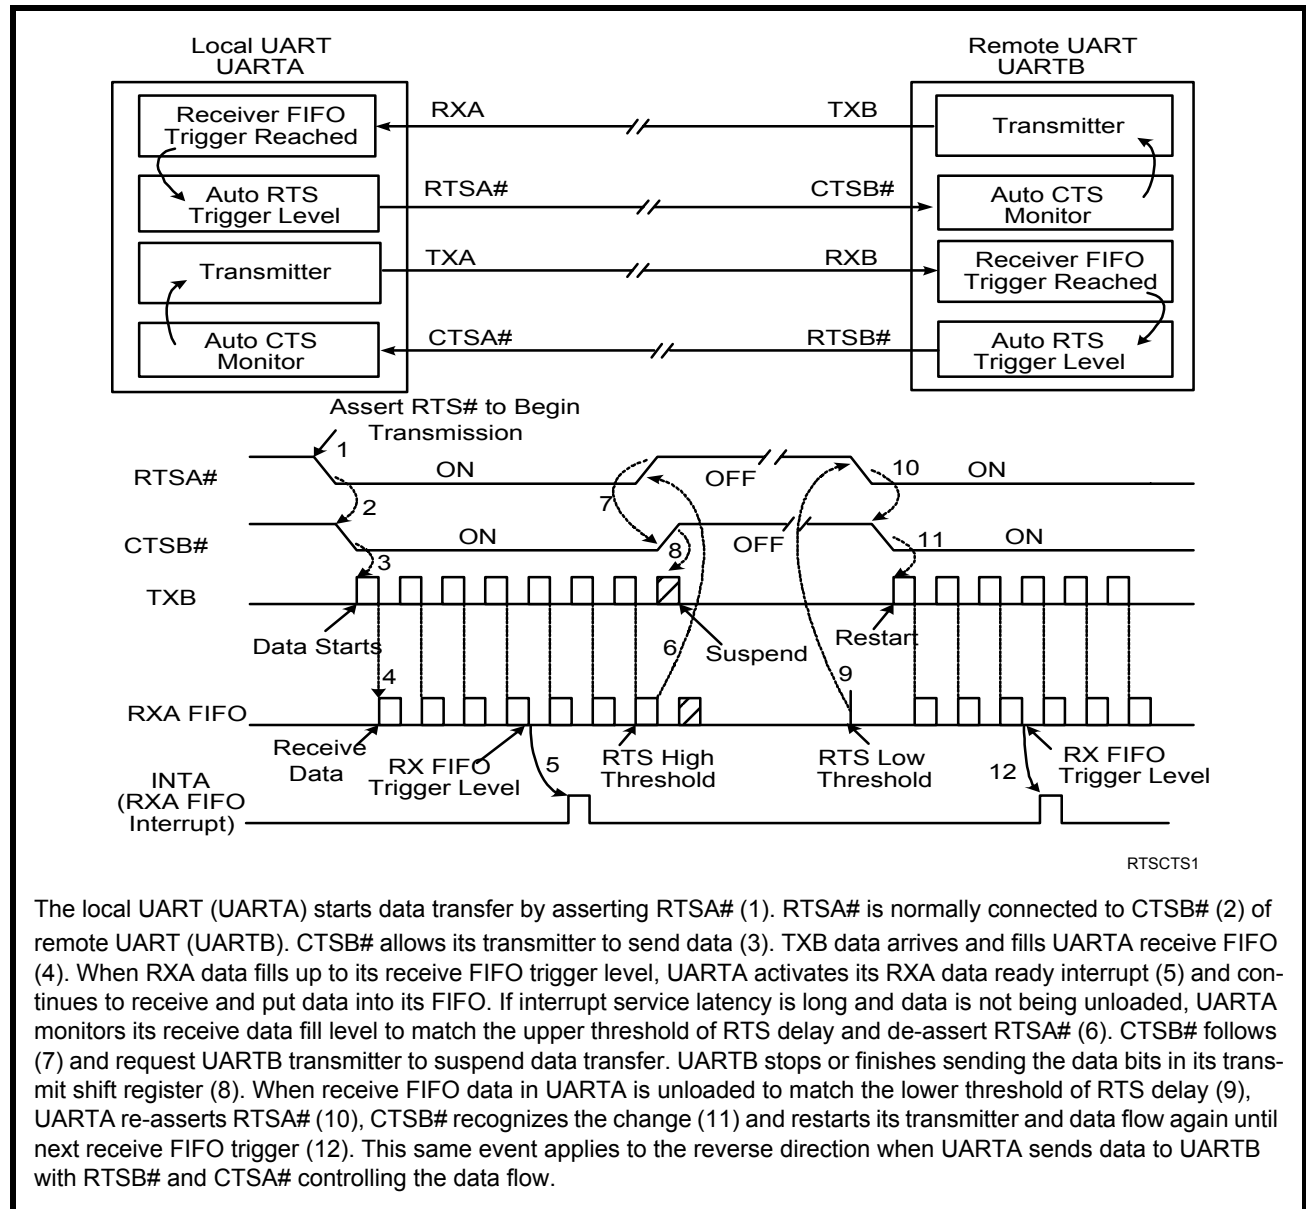 Local UART
UARTA
Remote UART
UARTB
Receiver FIFO
Trigger Reached
RXA
TXB
Transmitter
Auto RTS
Trigger Level
RTSA#
CTSB#
Auto CTS
Monitor
Transmitter
TXA
RXB
Receiver FIFO
Trigger Reached
Auto CTS
Monitor
CTSA#
RTSB#
Auto RTS
Trigger Level
Assert RTS# to Begin
Transmission
1
RTSA#
ON
OFF
10
ON
2
7
CTSB#
ON
8
OFF
11
ON
3
TXB
Data Starts
6
Suspend
Restart
4
9
RXA FIFO
Receive
Data
RX FIFO
Trigger Level
5
RTS High
Threshold
RTS Low
Threshold
12
RX FIFO
Trigger Level
INTA
(RXA FIFO
Interrupt)
RTSCTS1
The local UART (UARTA) starts data transfer by asserting RTSA# (1). RTSA# is normally connected to CTSB# (2) of
remote UART (UARTB). CTSB# allows its transmitter to send data (3). TXB data arrives and fills UARTA receive FIFO
(4). When RXA data fills up to its receive FIFO trigger level, UARTA activates its RXA data ready interrupt (5) and con-
tinues to receive and put data into its FIFO. If interrupt service latency is long and data is not being unloaded, UARTA
monitors its receive data fill level to match the upper threshold of RTS delay and de-assert RTSA# (6). CTSB# follows
(7) and request UARTB transmitter to suspend data transfer. UARTB stops or finishes sending the data bits in its trans-
mit shift register (8). When receive FIFO data in UARTA is unloaded to match the lower threshold of RTS delay (9),
UARTA re-asserts RTSA# (10), CTSB# recognizes the change (11) and restarts its transmitter and data flow again until
next receive FIFO trigger (12). This same event applies to the reverse direction when UARTA sends data to UARTB
with RTSB# and CTSA# controlling the data flow.